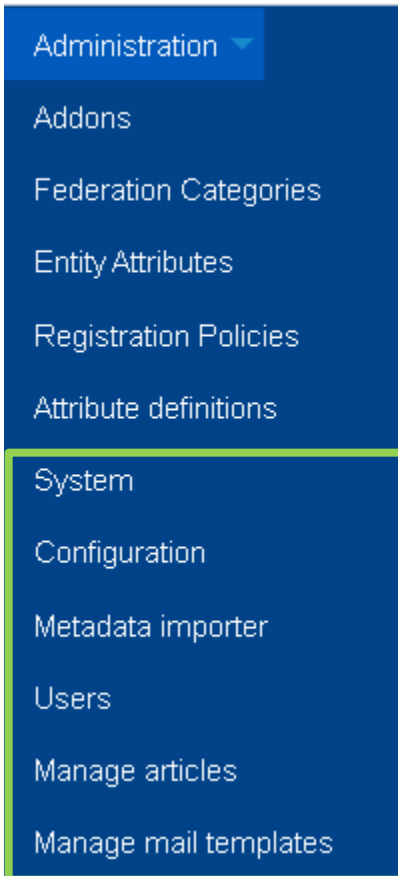 Administration
Addons
Federation Categories
Entity Attributes
Registration Policies
Attribute definitions
System
Configuration
Metadata importer
Users
Manage articles
Manage mail templates